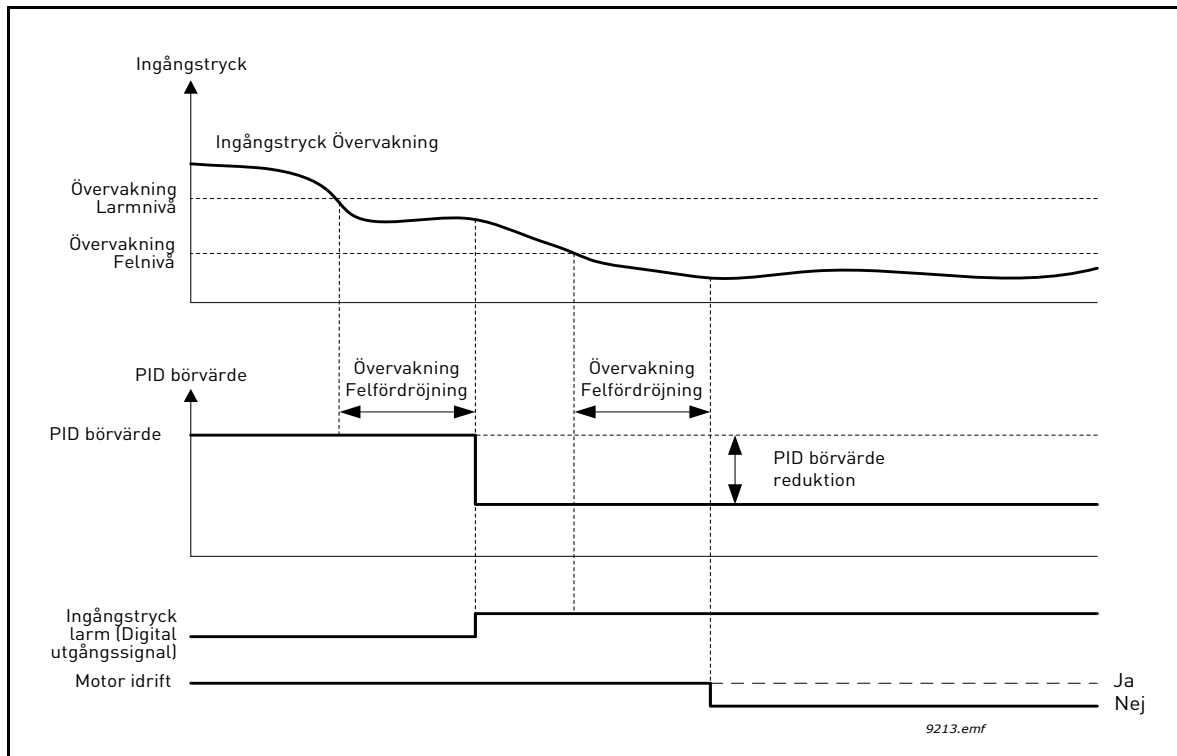 Ingångstryck
Ingångstryck Övervakning
Övervakning
Larmnivå
Övervakning
Felnivå
PID börvärde
Övervakning
Felfördröjning
Övervakning
Felfördröjning
PID börvärde
PID börvärde
reduktion
Ingångstryck
larm (Digital
utgångssignal)
Motor idrift
Ja
Nej
9213.emf